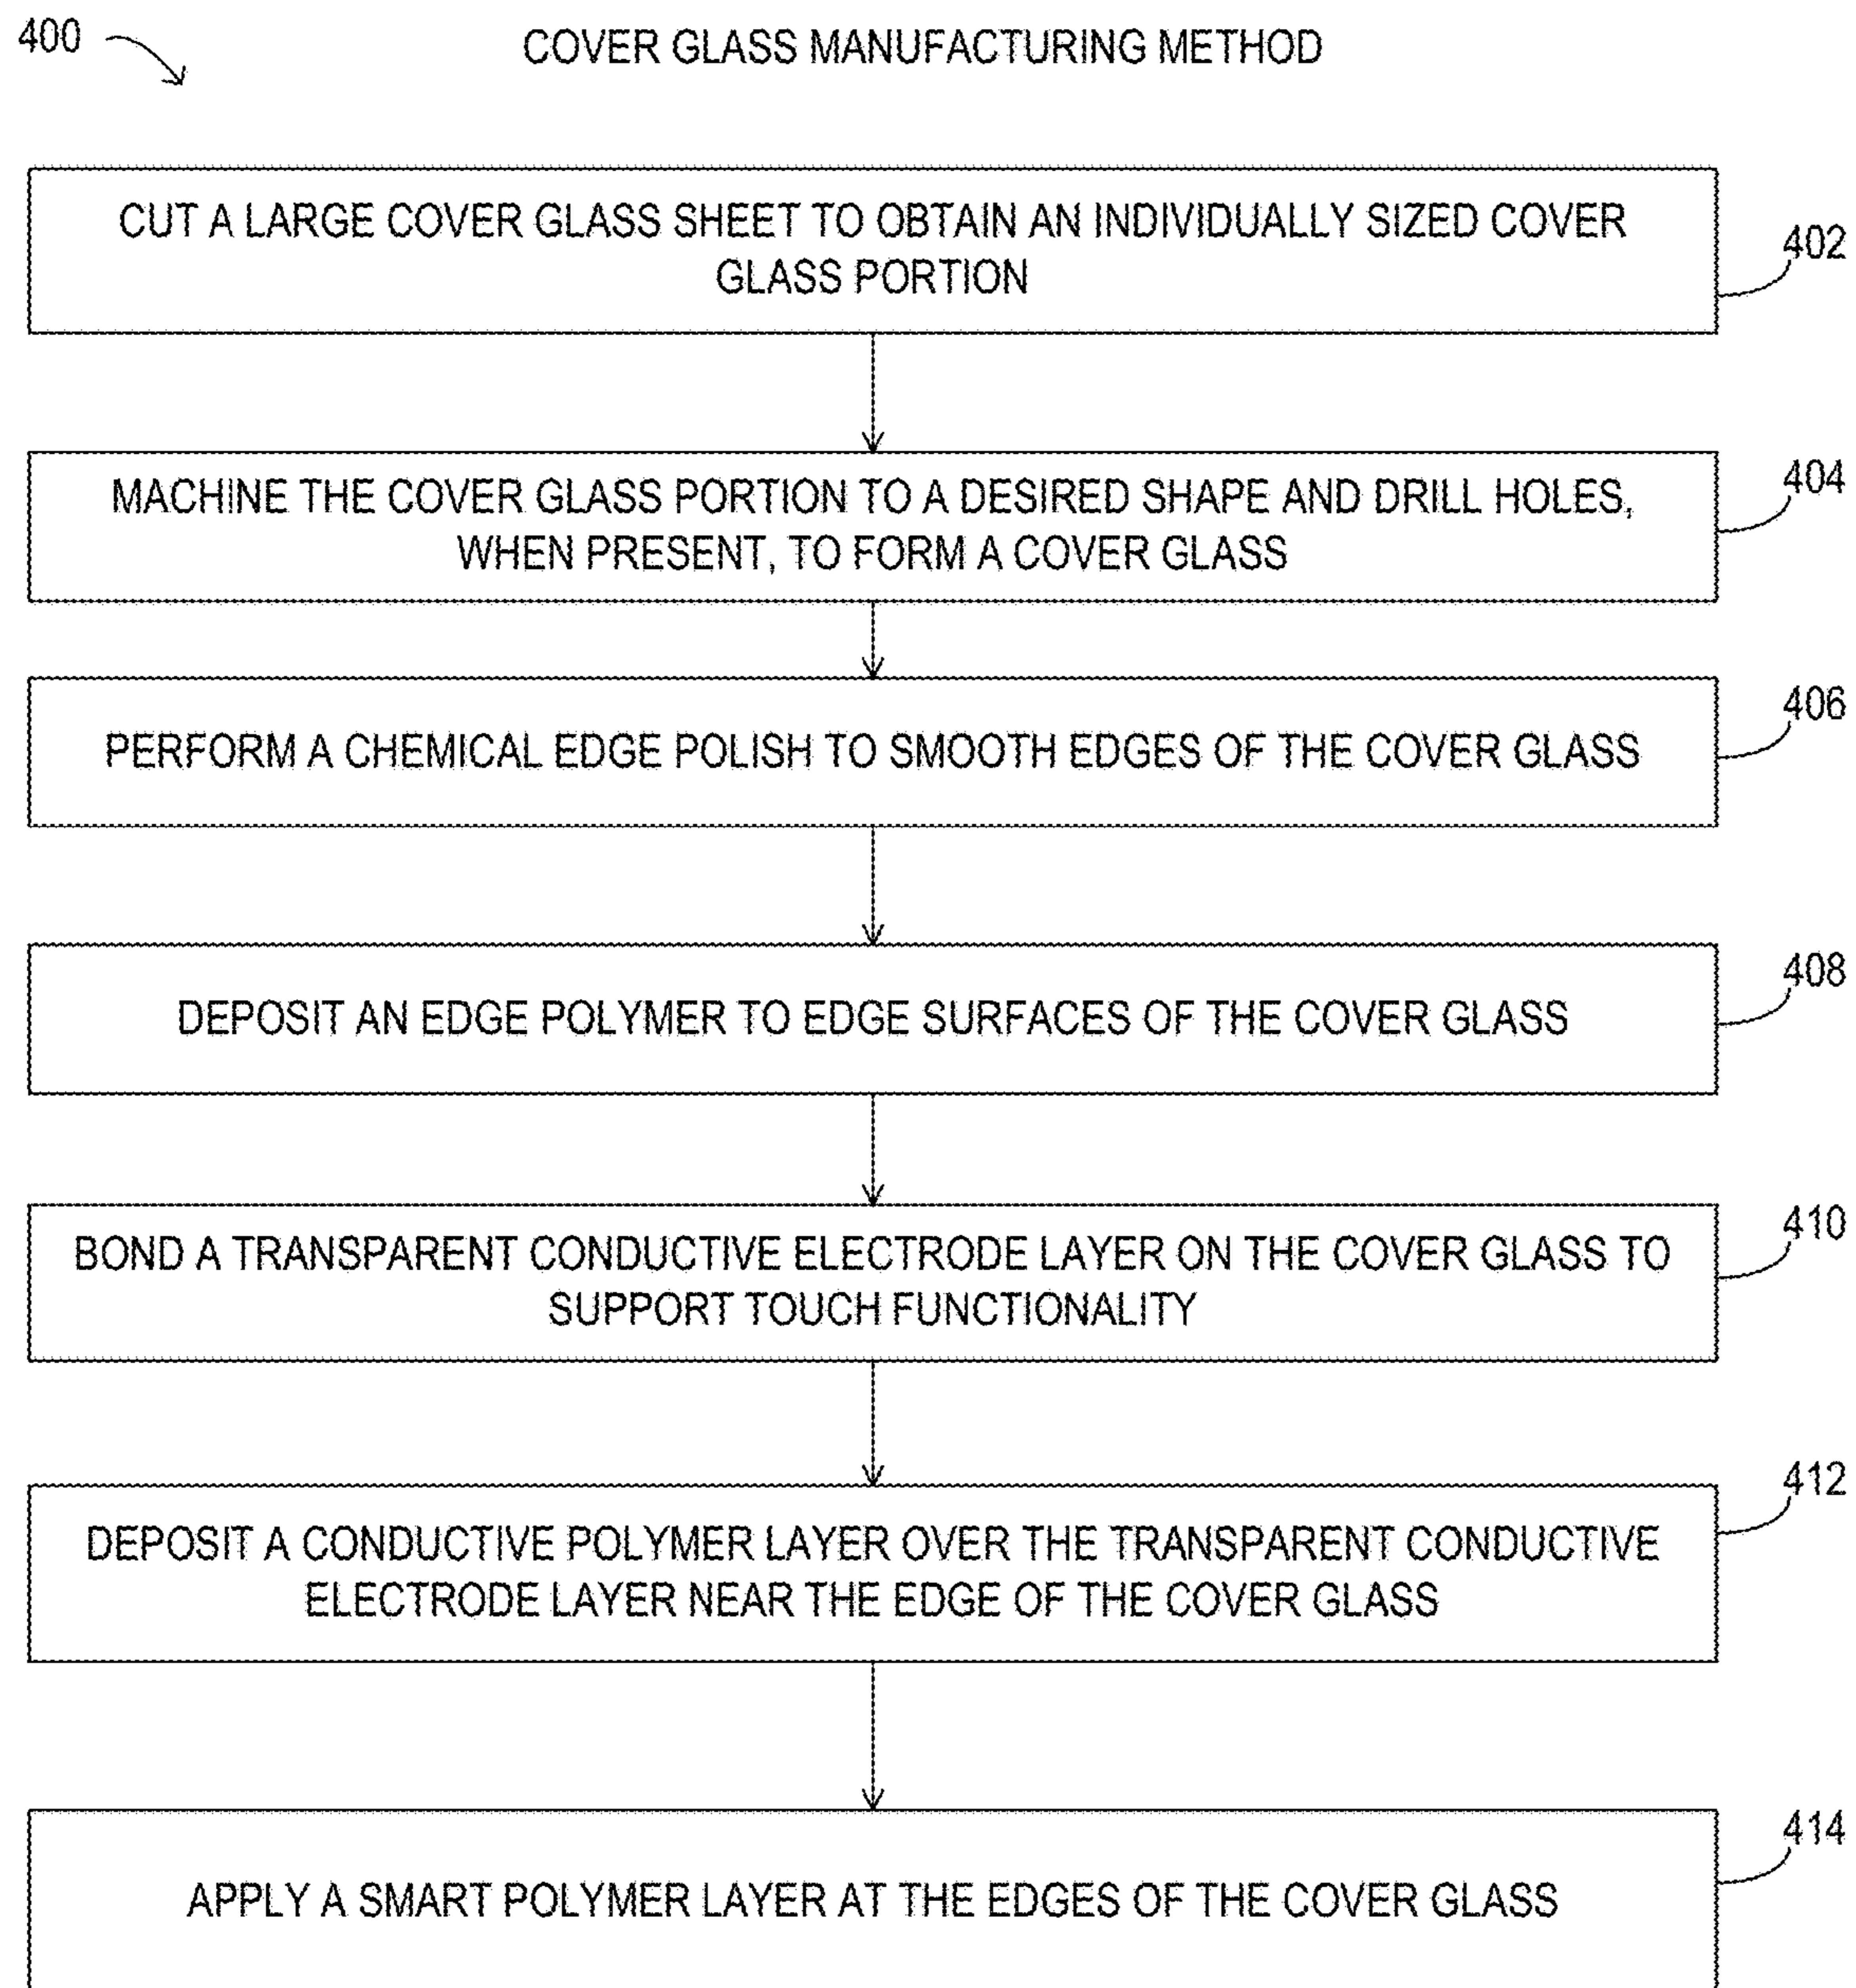 400
COVER GLASS MANUFACTURING METHOD
CUT A LARGE COVER GLASS SHEET TO OBTAIN AN INDIVIDUALLY SIZED COVER
GLASS PORTION
402
MACHINE THE COVER GLASS PORTION TO A DESIRED SHAPE AND DRILL HOLES,
WHEN PRESENT, TO FORM A COVER GLASS
404
PERFORM A CHEMICAL EDGE POLISH TO SMOOTH EDGES OF THE COVER GLASS
406
DEPOSIT AN EDGE POLYMER TO EDGE SURFACES OF THE COVER GLASS
408
BOND A TRANSPARENT CONDUCTIVE ELECTRODE LAYER ON THE COVER GLASS TO
SUPPORT TOUCH FUNCTIONALITY
410
DEPOSIT A CONDUCTIVE POLYMER LAYER OVER THE TRANSPARENT CONDUCTIVE
ELECTRODE LAYER NEAR THE EDGE OF THE COVER GLASS
412
APPLY A SMART POLYMER LAYER AT THE EDGES OF THE COVER GLASS
414